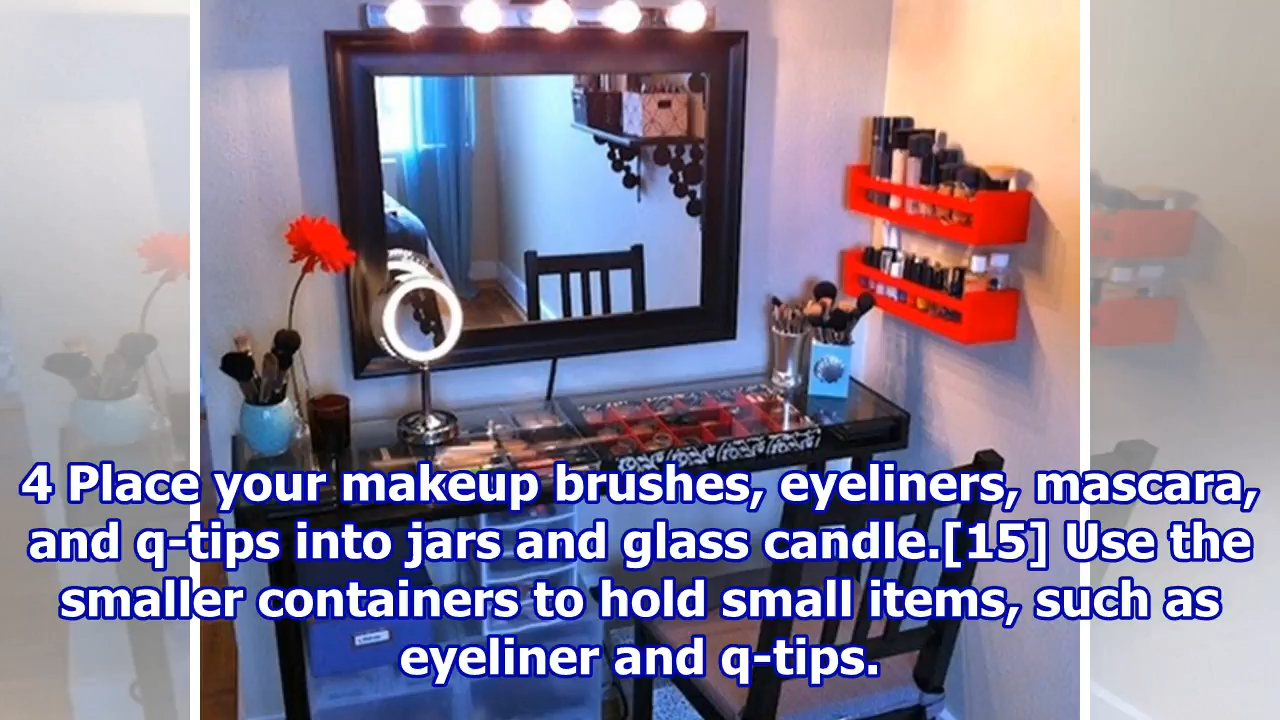 4 Place your makeup brushes, eyeliners, mascara,
and q-tips into jars and glass candle.[15] Use the
smaller containers to hold small items, such as
eyeliner and q-tips.